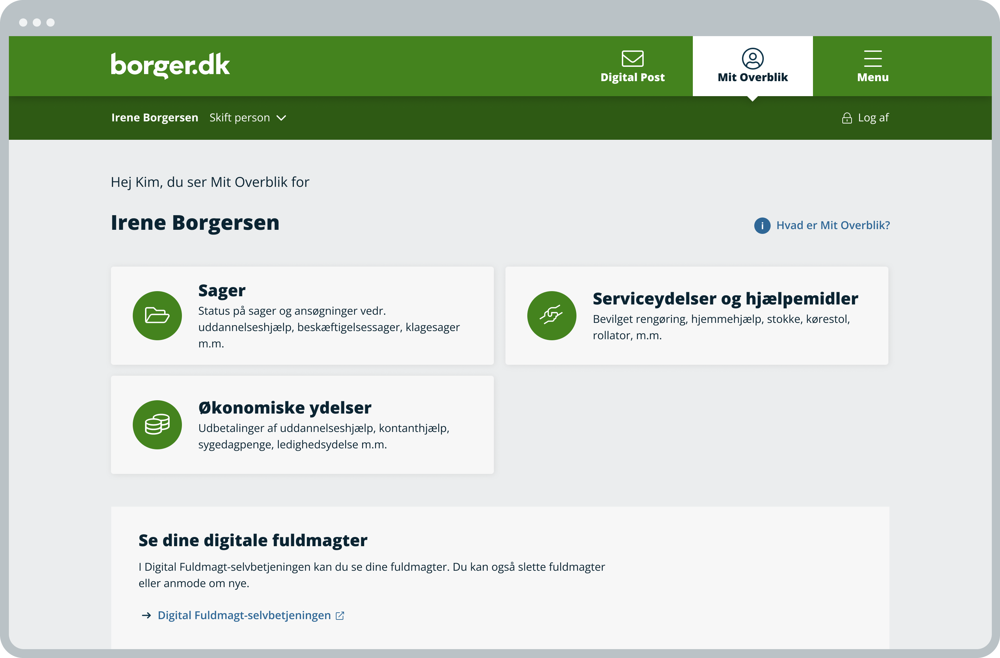 borger.dk
Digital Post
Mit Overblik
Menu
Irene Borgersen Skift person
Log af
Hej Kim, du ser Mit Overblik for
Irene Borgersen
i Hvad er Mit Overblik?
Sager
Status på sager og ansøgninger vedr.
uddannelseshjælp, beskæftigelsessager, klagesager
m.m.
Serviceydelser og hjælpemidler
Bevilget rengøring, hjemmehjælp, stokke, kørestol,
rollator, m.m.
Økonomiske ydelser
Udbetalinger af uddannelseshjælp, kontanthjælp,
sygedagpenge, ledighedsydelse m.m.
Se dine digitale fuldmagter
I Digital Fuldmagt-selvbetjeningen kan du se dine fuldmagter. Du kan også slette fuldmagter
eller anmode om nye.
Digital Fuldmagt-selvbetjeningen